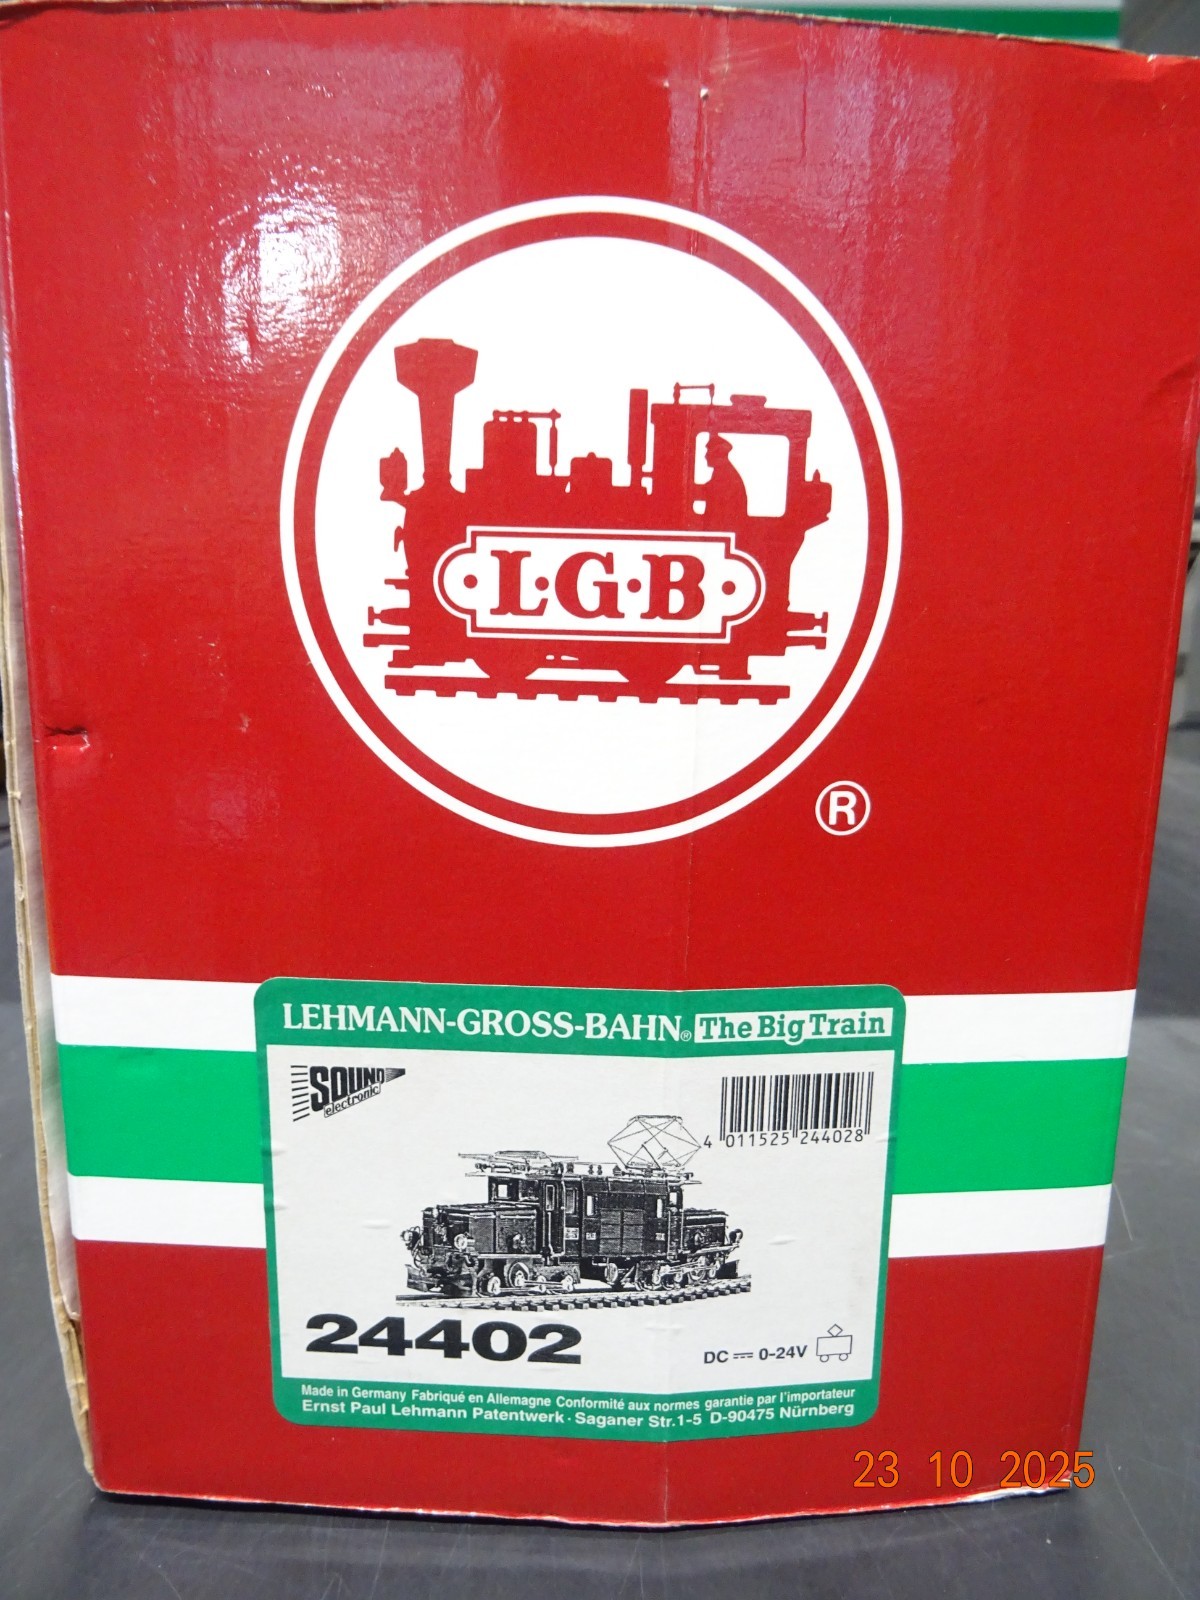 L·G·B
®
LEHMANN-GROSS-BAHN® The Big Train
SOUND
electronic
4 011525 244028
24402
DC 0-24V
Made in Germany Fabriqué en Allemagne Conformité aux normes garantie par l'importateur
Ernst Paul Lehmann Patentwerk · Saganer Str.1-5 D-90475 Nürnberg
23 10 2025